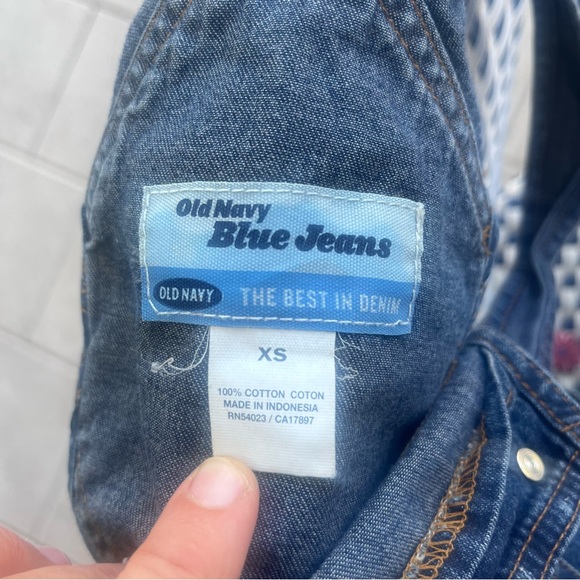 Old Navy
Blue Jeans
OLD NAVY
THE BEST IN DENIM
XS
100% COTTON COTON
MADE IN INDONESIA
RN54023 / CA17897